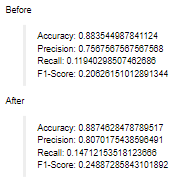 Before
Accuracy: 0.883544987841124
Precision: 0.7567567567567568
Recall: 0.11940298507462686
F1-Score: 0.20626151012891344
After
Accuracy: 0.8874628478789517
Precision: 0.8070175438596491
Recall: 0.14712153518123666
F1-Score: 0.24887285843101892